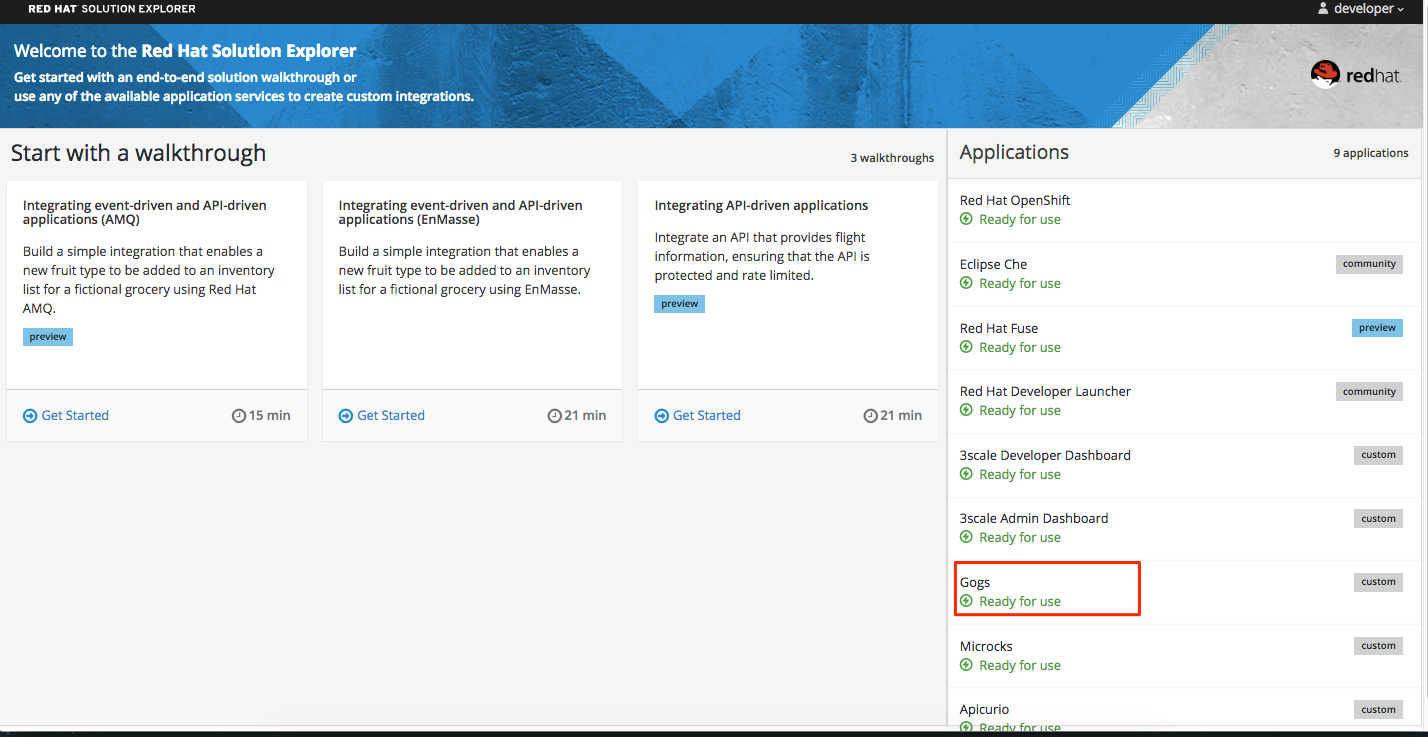 RED HAT SOLUTION EXPLORER
developer
Welcome to the Red Hat Solution Explorer
Get started with an end-to-end solution walkthrough or
use any of the available application services to create custom integrations.
redhat.
Start with a walkthrough
3 walkthroughs
Integrating event-driven and API-driven
applications (AMQ)
Build a simple integration that enables a
new fruit type to be added to an inventory
list for a fictional grocery using Red Hat
AMQ.
preview
Get Started
15 min
Integrating event-driven and API-driven
applications (EnMasse)
Build a simple integration that enables a
new fruit type to be added to an inventory
list for a fictional grocery using EnMasse.
Get Started
21 min
Integrating API-driven applications
Integrate an API that provides flight
information, ensuring that the API is
protected and rate limited.
preview
Get Started
21 min
Applications
9 applications
Red Hat OpenShift
Ready for use
Eclipse Che
community
Ready for use
Red Hat Fuse
preview
Ready for use
Red Hat Developer Launcher
community
Ready for use
3scale Developer Dashboard
custom
Ready for use
3scale Admin Dashboard
custom
Ready for use
Gogs
custom
Ready for use
Microcks
custom
Ready for use
Apicurio
custom
Ready for use